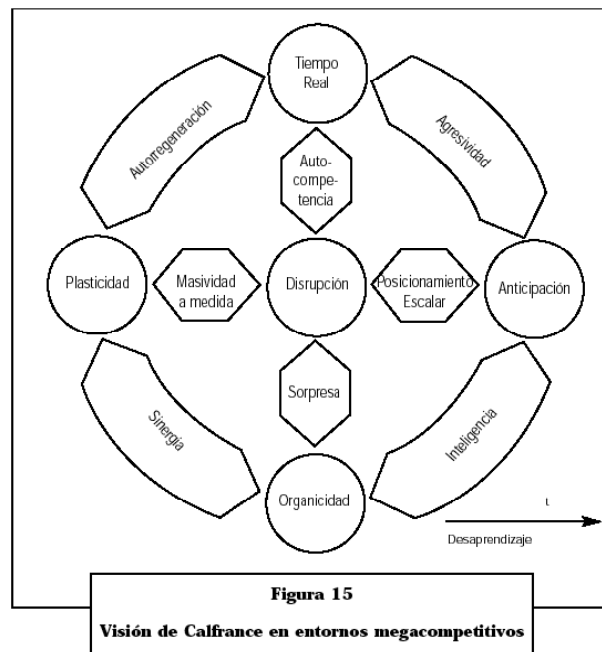 Tiempo
Real
Autorregeneración
Agresividad
Auto-
compe-
tencia
Plasticidad
Masividad
a medida
Disrupción
Posicionamiento
Escalar
Anticipación
Sorpresa
Sinergia
Inteligencia
Organicidad
t
Desaprendizaje
Figura 15
Visión de Calfrance en entornos megacompetitivos